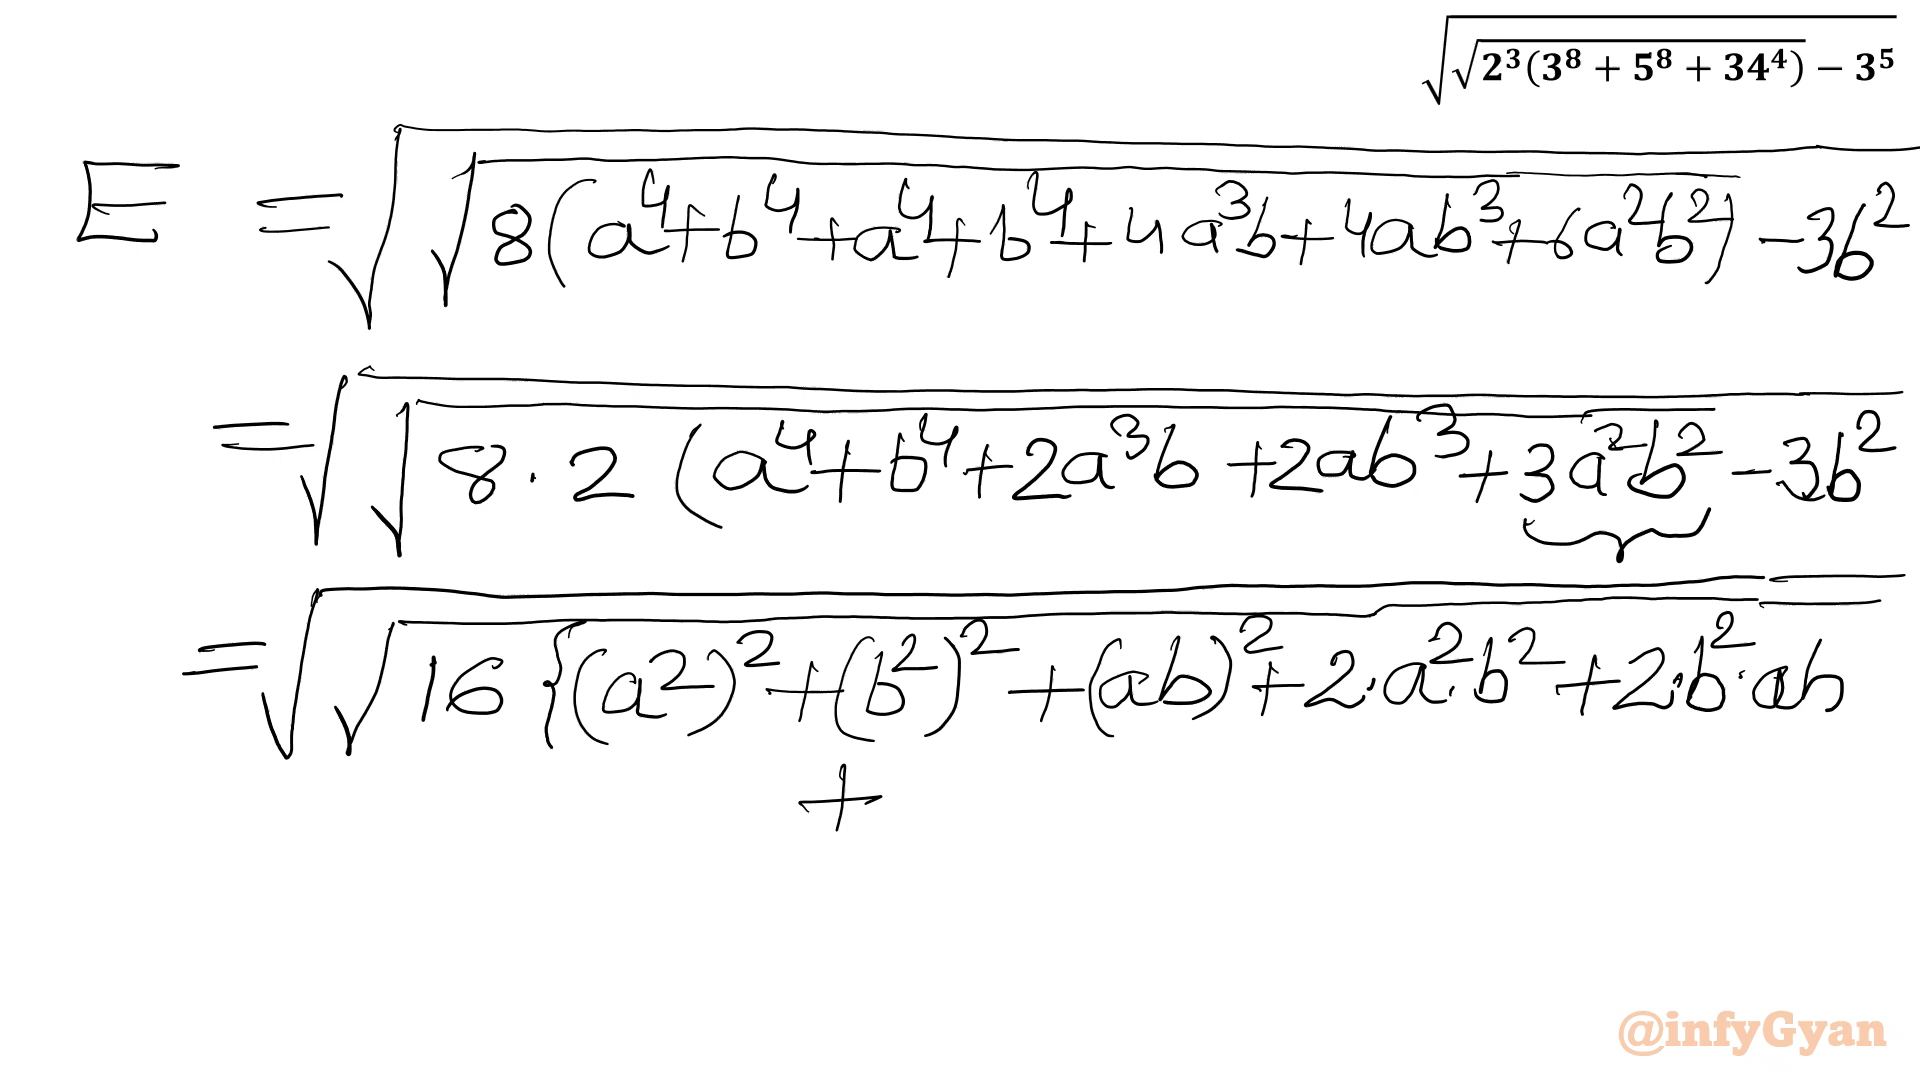 √(√(2³(3⁸ + 5⁸ + 34⁴)) − 3⁵)
E = √(√(8(a⁴+b⁴+a⁴+b⁴+4a³b+4ab³+6a²b²)) −3b²
= √(√(8·2 (a⁴+b⁴+2a³b+2ab³+3a²b²) −3b²
= √(√(16{(a²)²+(b²)²+(ab)²+2·a²·b²+2·b²·ab
+
@infyGyan